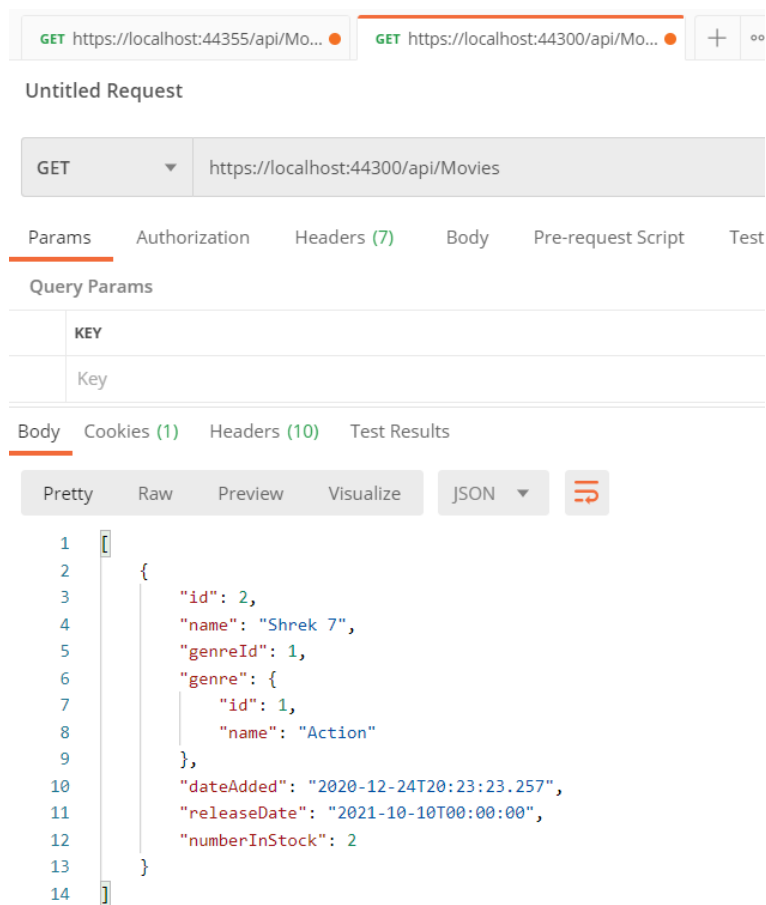 GET https://localhost:44355/api/Mo... GET https://localhost:44300/api/Mo...
Untitled Request
GET https://localhost:44300/api/Movies
Params Authorization Headers (7) Body Pre-request Script Test
Query Params
KEY
Key
Body Cookies (1) Headers (10) Test Results
Pretty Raw Preview Visualize JSON
1 [
2 {
3 "id": 2,
4 "name": "Shrek 7",
5 "genreId": 1,
6 "genre": {
7 "id": 1,
8 "name": "Action"
9 },
10 "dateAdded": "2020-12-24T20:23:23.257",
11 "releaseDate": "2021-10-10T00:00:00",
12 "numberInStock": 2
13 }
14 ]